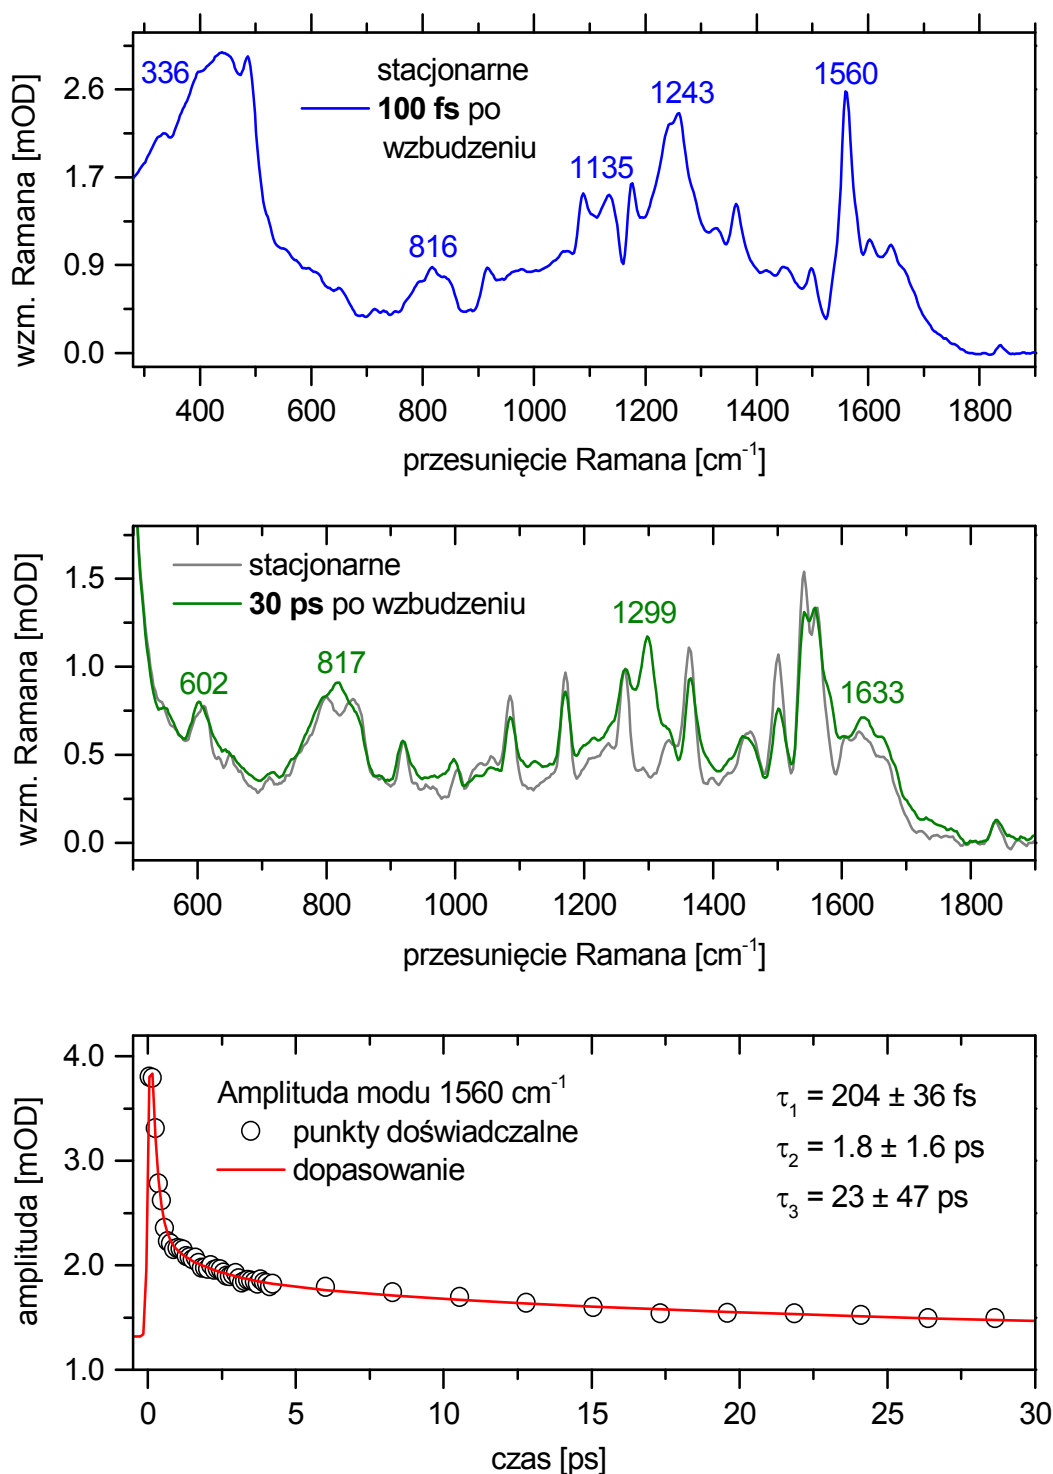 336
stacjonarne
100 fs po
wzbudzeniu
816
1135
1243
1560
wzm. Ramana [mOD]
2.6
1.7
0.9
0.0
400 600 800 1000 1200 1400 1600 1800
przesunięcie Ramana [cm⁻¹]
stacjonarne
30 ps po wzbudzeniu
602
817
1299
1633
wzm. Ramana [mOD]
1.5
1.0
0.5
0.0
600 800 1000 1200 1400 1600 1800
przesunięcie Ramana [cm⁻¹]
Amplituda modu 1560 cm⁻¹
punkty doświadczalne
dopasowanie
τ₁ = 204 ± 36 fs
τ₂ = 1.8 ± 1.6 ps
τ₃ = 23 ± 47 ps
amplituda [mOD]
4.0
3.0
2.0
1.0
0 5 10 15 20 25 30
czas [ps]